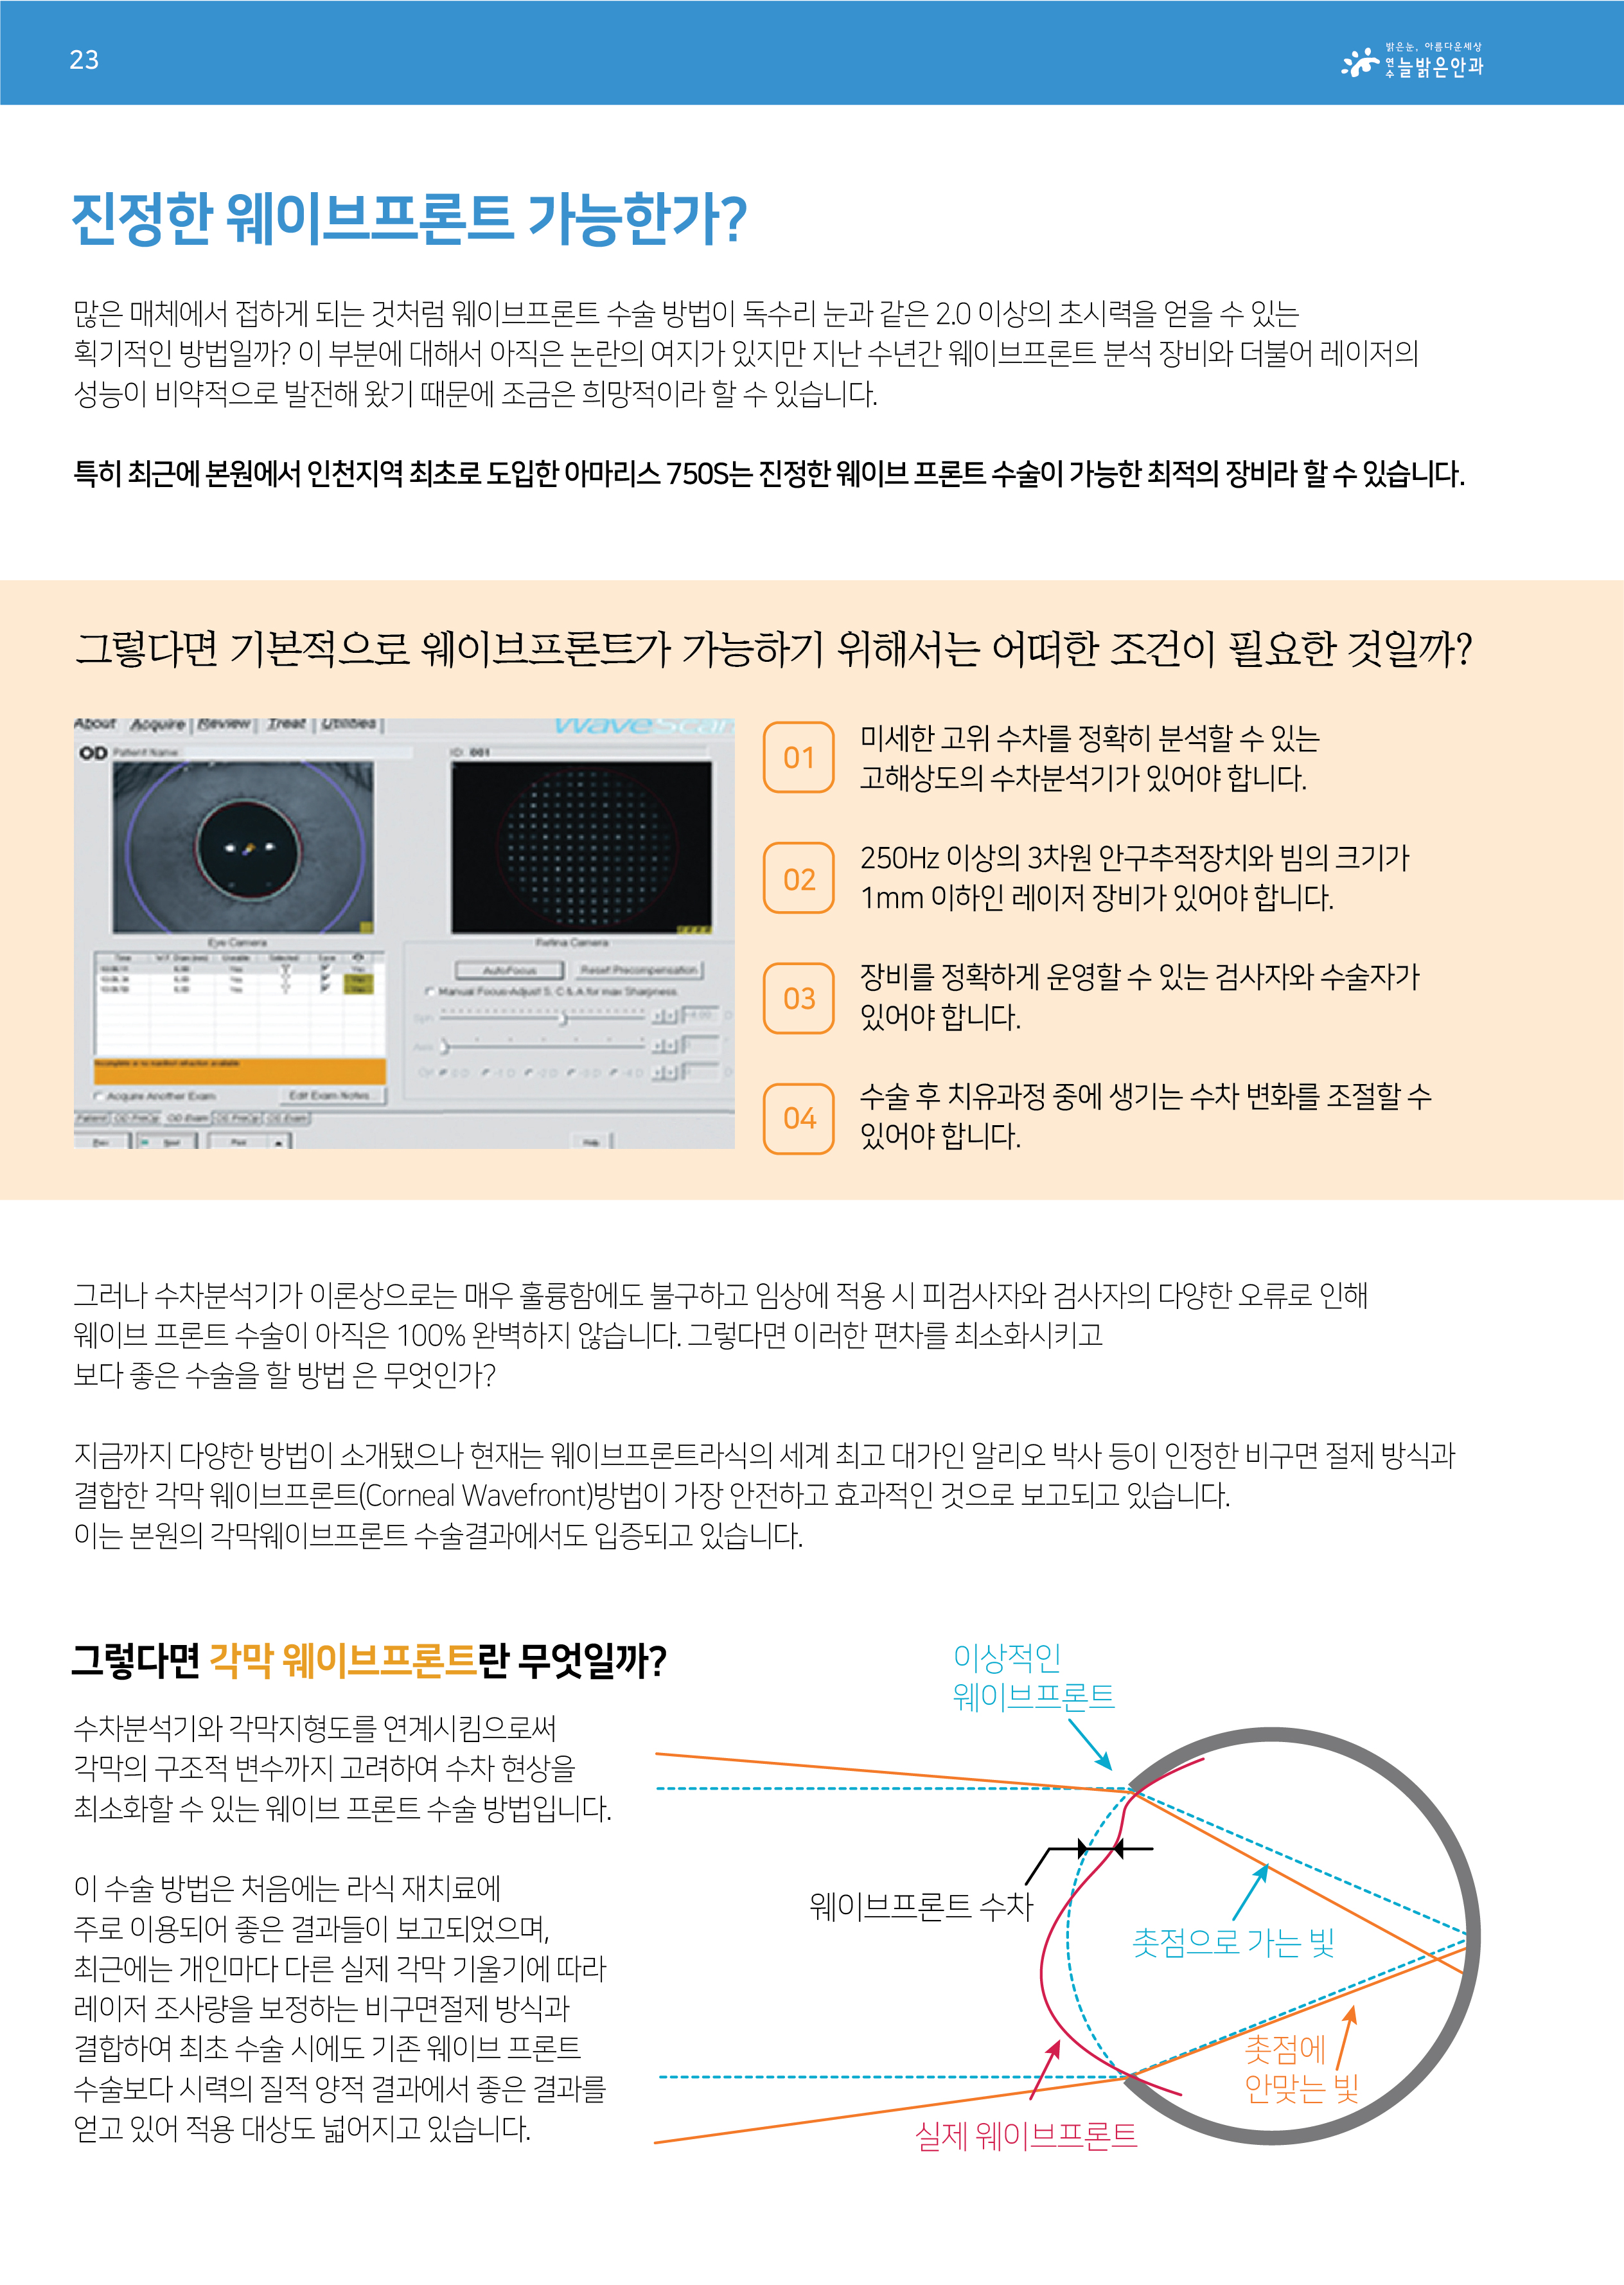 23
밝은눈, 아름다운세상
연수늘밝은안과
진정한 웨이브프론트 가능한가?
많은 매체에서 접하게 되는 것처럼 웨이브프론트 수술 방법이 독수리 눈과 같은 2.0 이상의 초시력을 얻을 수 있는
획기적인 방법일까? 이 부분에 대해서 아직은 논란의 여지가 있지만 지난 수년간 웨이브프론트 분석 장비와 더불어 레이저의
성능이 비약적으로 발전해 왔기 때문에 조금은 희망적이라 할 수 있습니다.
특히 최근에 본원에서 인천지역 최초로 도입한 아마리스 750S는 진정한 웨이브 프론트 수술이 가능한 최적의 장비라 할 수 있습니다.
그렇다면 기본적으로 웨이브프론트가 가능하기 위해서는 어떠한 조건이 필요한 것일까?
About Acquire Review Treat Utilities
WaveScan
OD Patient Name:
ID: 001
Eye Camera
Retina Camera
AutoFocus
Reset Precompensation
Manual Focus-Adjust S, C & A for max Sharpness
Acquire Another Exam
Edit Exam Notes
Help
01
미세한 고위 수차를 정확히 분석할 수 있는
고해상도의 수차분석기가 있어야 합니다.
02
250Hz 이상의 3차원 안구추적장치와 빔의 크기가
1mm 이하인 레이저 장비가 있어야 합니다.
03
장비를 정확하게 운영할 수 있는 검사자와 수술자가
있어야 합니다.
04
수술 후 치유과정 중에 생기는 수차 변화를 조절할 수
있어야 합니다.
그러나 수차분석기가 이론상으로는 매우 훌륭함에도 불구하고 임상에 적용 시 피검사자와 검사자의 다양한 오류로 인해
웨이브 프론트 수술이 아직은 100% 완벽하지 않습니다. 그렇다면 이러한 편차를 최소화시키고
보다 좋은 수술을 할 방법 은 무엇인가?
지금까지 다양한 방법이 소개됐으나 현재는 웨이브프론트라식의 세계 최고 대가인 알리오 박사 등이 인정한 비구면 절제 방식과
결합한 각막 웨이브프론트(Corneal Wavefront)방법이 가장 안전하고 효과적인 것으로 보고되고 있습니다.
이는 본원의 각막웨이브프론트 수술결과에서도 입증되고 있습니다.
그렇다면 각막 웨이브프론트란 무엇일까?
수차분석기와 각막지형도를 연계시킴으로써
각막의 구조적 변수까지 고려하여 수차 현상을
최소화할 수 있는 웨이브 프론트 수술 방법입니다.
이 수술 방법은 처음에는 라식 재치료에
주로 이용되어 좋은 결과들이 보고되었으며,
최근에는 개인마다 다른 실제 각막 기울기에 따라
레이저 조사량을 보정하는 비구면절제 방식과
결합하여 최초 수술 시에도 기존 웨이브 프론트
수술보다 시력의 질적 양적 결과에서 좋은 결과를
얻고 있어 적용 대상도 넓어지고 있습니다.
이상적인
웨이브프론트
웨이브프론트 수차
촛점으로 가는 빛
촛점에
안맞는 빛
실제 웨이브프론트